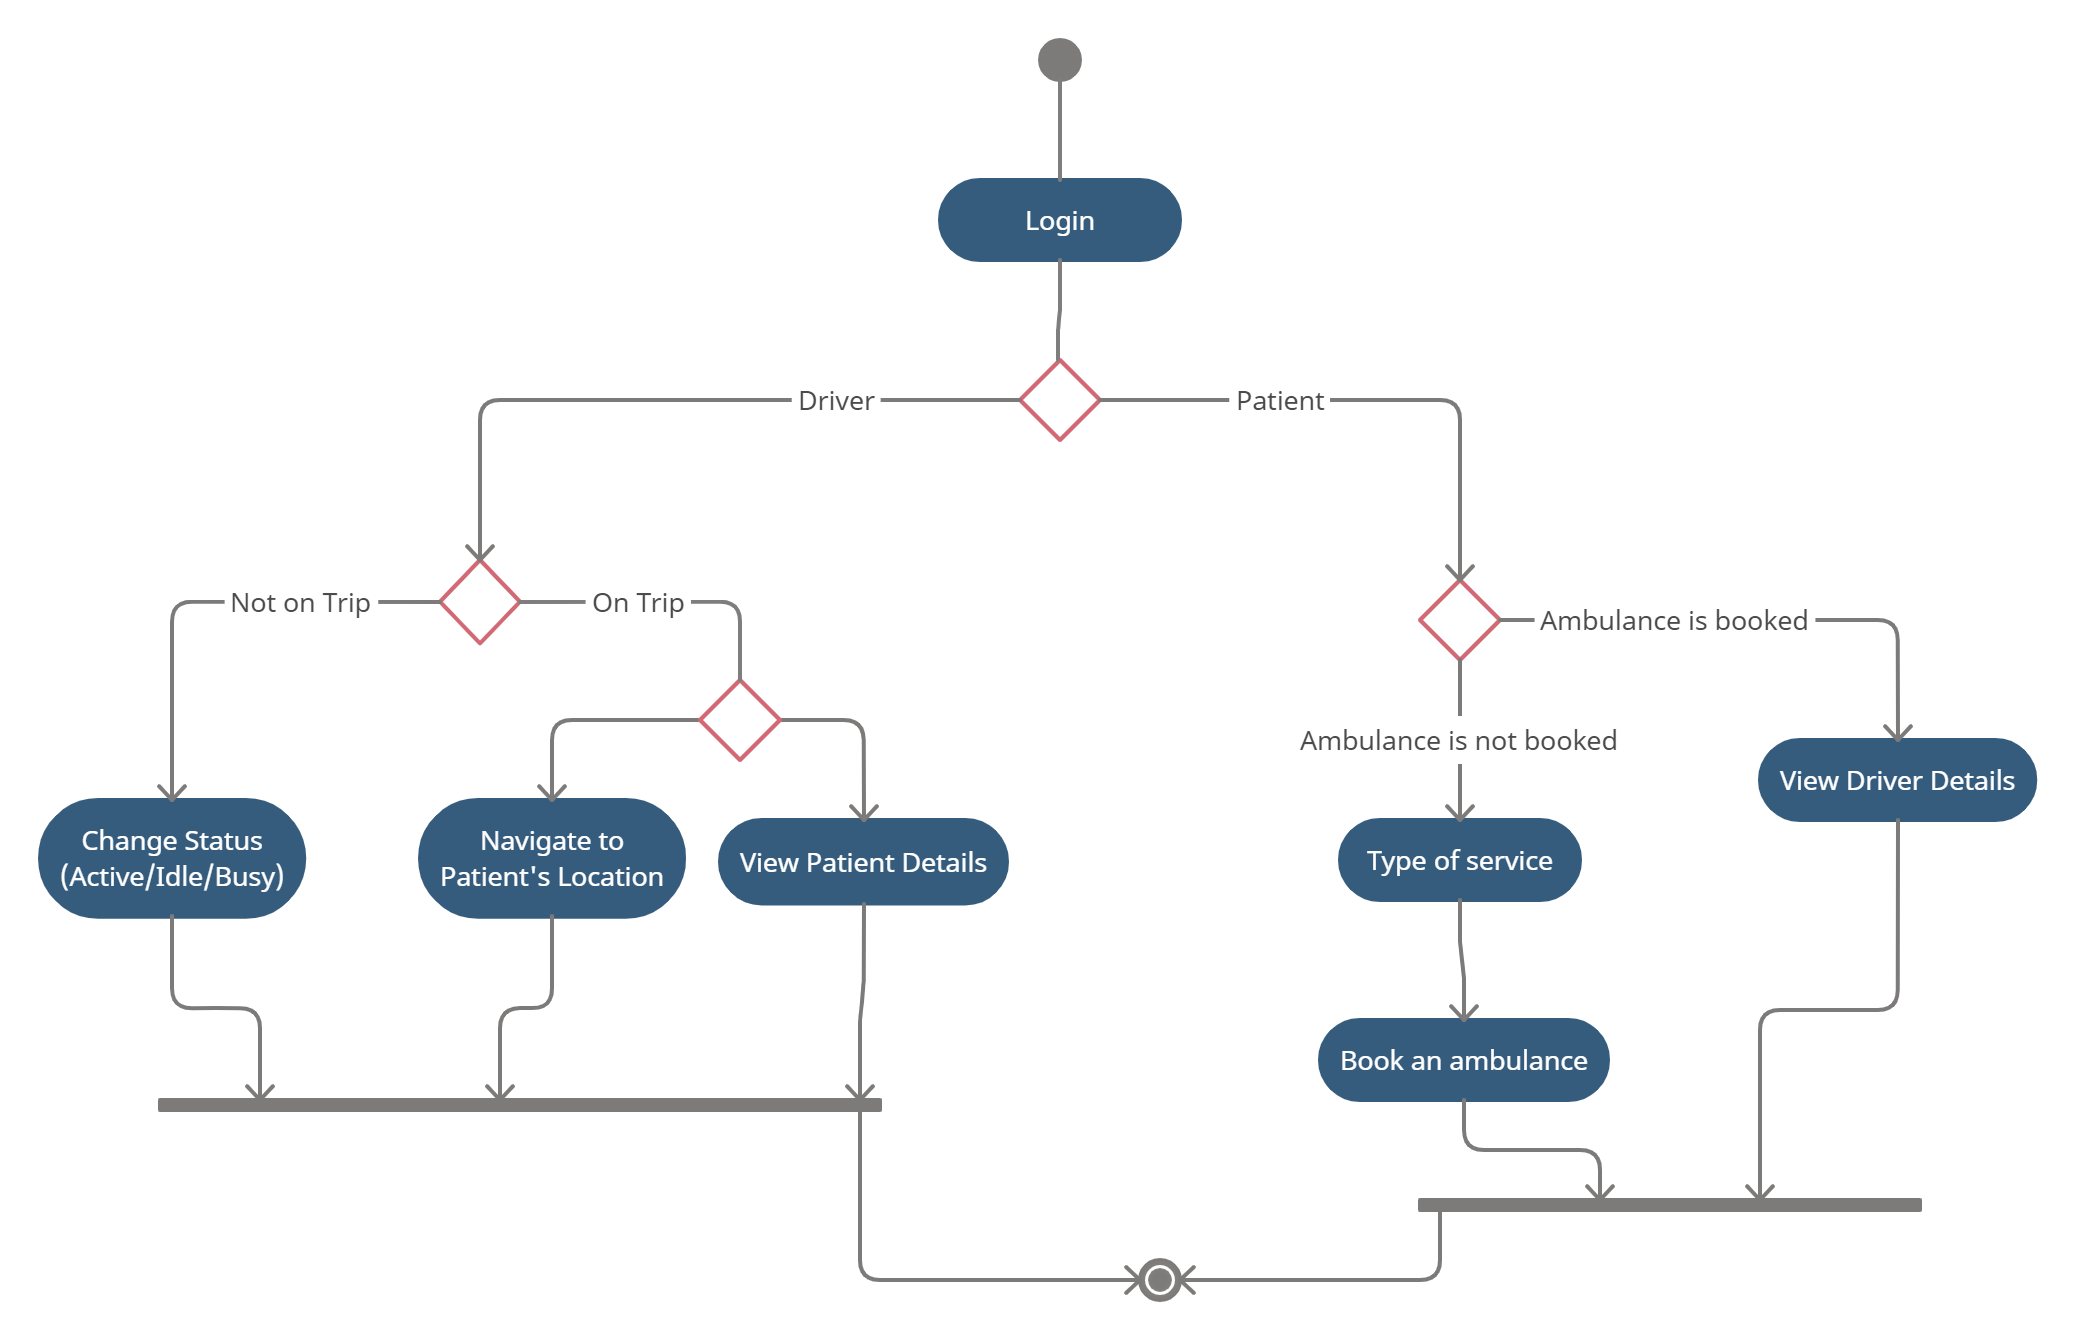 Login
Driver
Patient
Not on Trip
On Trip
Ambulance is booked
Ambulance is not booked
View Driver Details
Change Status
(Active/Idle/Busy)
Navigate to
Patient's Location
View Patient Details
Type of service
Book an ambulance